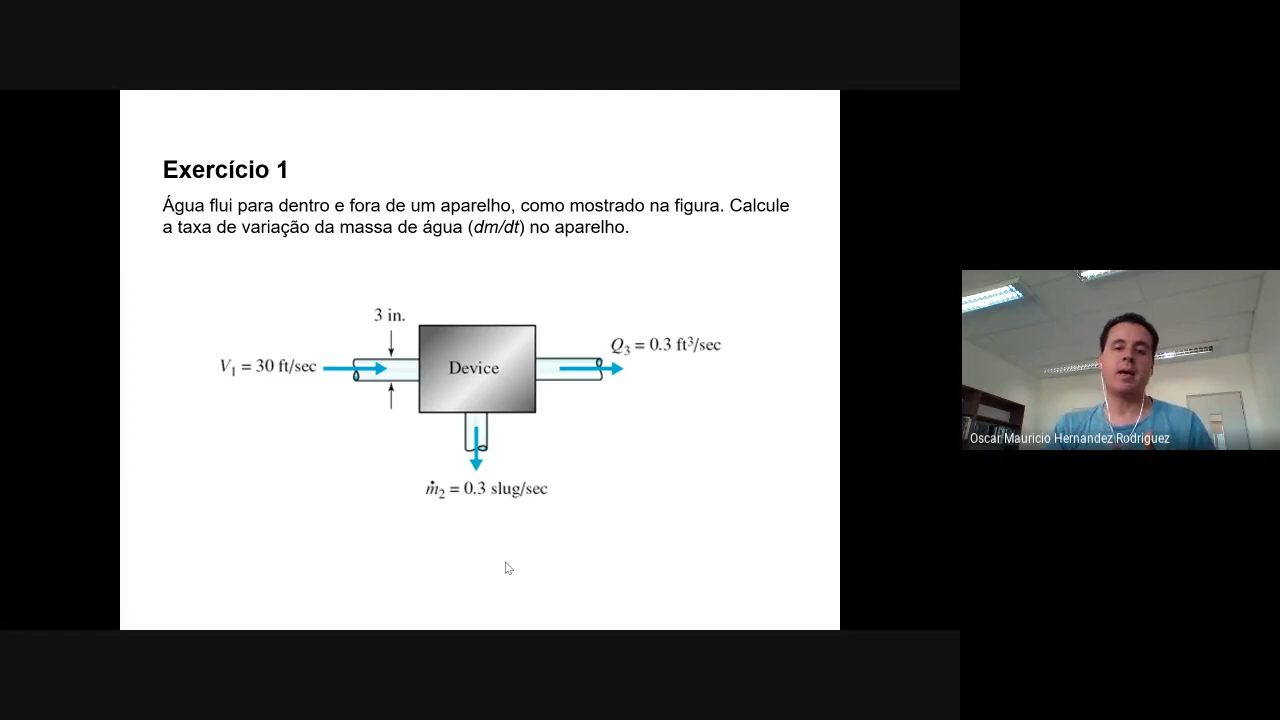 Exercício 1
Água flui para dentro e fora de um aparelho, como mostrado na figura. Calcule
a taxa de variação da massa de água (dm/dt) no aparelho.
3 in.
Q₃ = 0.3 ft³/sec
V₁ = 30 ft/sec
Device
ṁ₂ = 0.3 slug/sec
Oscar Mauricio Hernandez Rodriguez